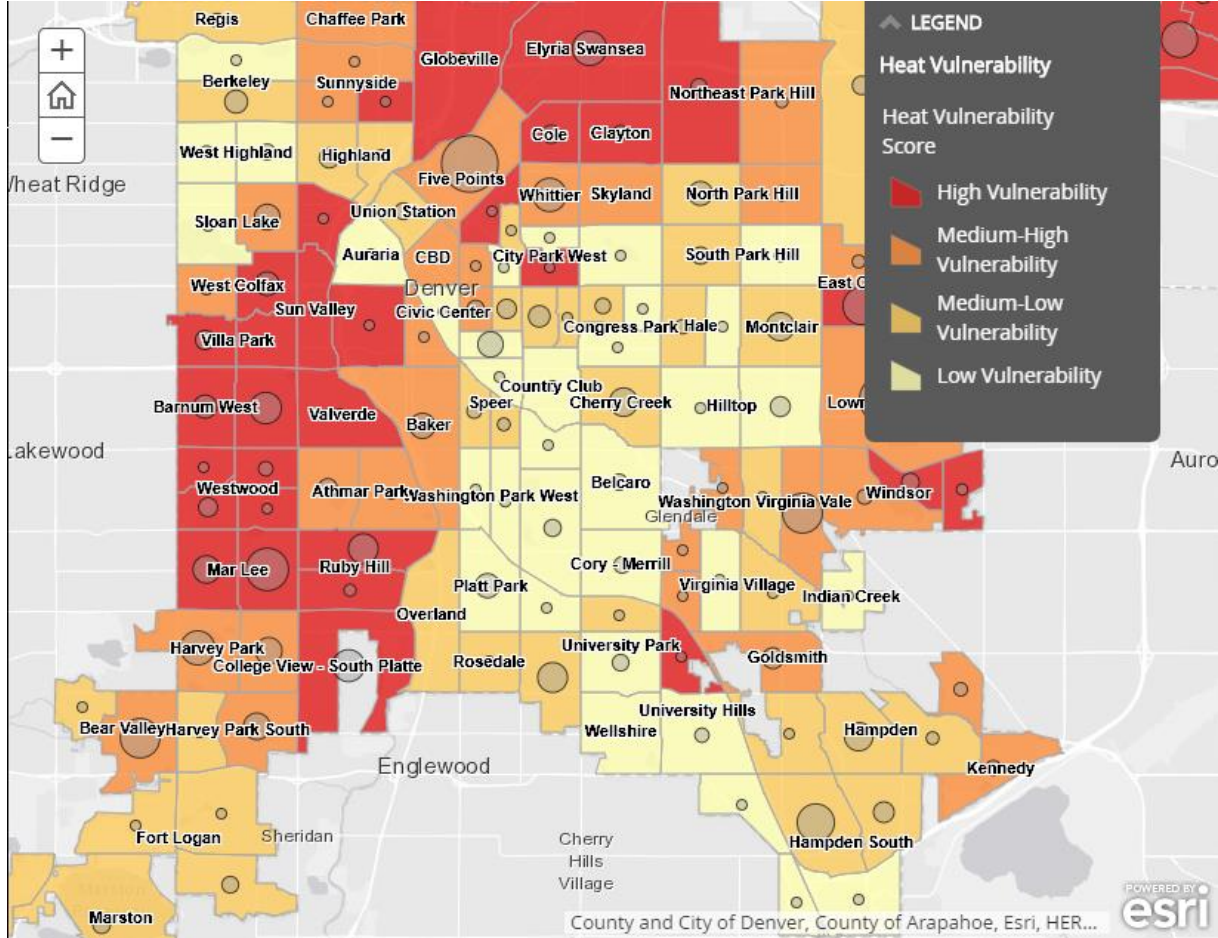 Regis
Chaffee Park
Globeville
Elyria Swansea
Berkeley
Sunnyside
Northeast Park Hill
Cole
Clayton
West Highland
Highland
Five Points
Wheat Ridge
Whittier
Skyland
North Park Hill
Sloan Lake
Union Station
Auraria
CBD
City Park West
South Park Hill
West Colfax
Denver
East C
Sun Valley
Civic Center
Congress Park
Hale
Montclair
Villa Park
Country Club
Barnum West
Valverde
Speer
Cherry Creek
Hilltop
Lowr
Baker
Lakewood
Auro
Westwood
Athmar Park
Washington Park West
Belcaro
Washington Virginia Vale
Windsor
Glendale
Mar Lee
Ruby Hill
Cory - Merrill
Platt Park
Virginia Village
Indian Creek
Overland
Harvey Park
College View - South Platte
Rosedale
University Park
Goldsmith
University Hills
Bear Valley
Harvey Park South
Wellshire
Hampden
Englewood
Kennedy
Fort Logan
Sheridan
Cherry
Hills
Village
Hampden South
Marston
LEGEND
Heat Vulnerability
Heat Vulnerability
Score
High Vulnerability
Medium-High
Vulnerability
Medium-Low
Vulnerability
Low Vulnerability
County and City of Denver, County of Arapahoe, Esri, HER...
POWERED BY
esri